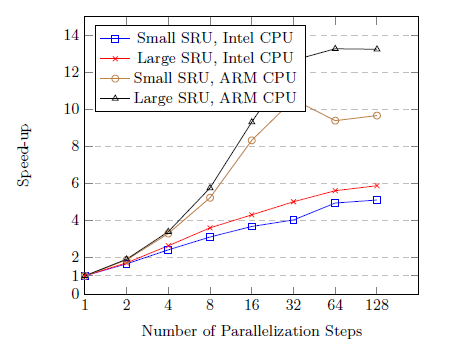 14
12
10
8
6
4
2
1
0
Speed-up
Small SRU, Intel CPU
Large SRU, Intel CPU
Small SRU, ARM CPU
Large SRU, ARM CPU
1 2 4 8 16 32 64 128
Number of Parallelization Steps